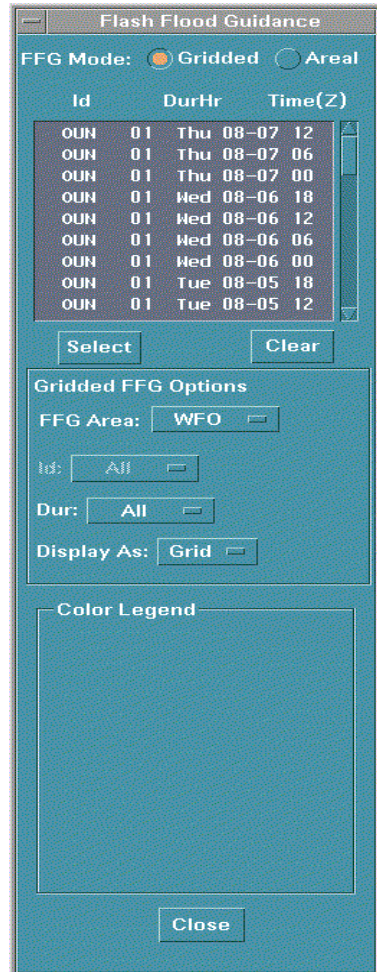 Flash Flood Guidance
FFG Mode: Gridded Areal
Id DurHr Time(Z)
OUN 01 Thu 08-07 12
OUN 01 Thu 08-07 06
OUN 01 Thu 08-07 00
OUN 01 Wed 08-06 18
OUN 01 Wed 08-06 12
OUN 01 Wed 08-06 06
OUN 01 Wed 08-06 00
OUN 01 Tue 08-05 18
OUN 01 Tue 08-05 12
Select Clear
Gridded FFG Options
FFG Area: WFO
Id: All
Dur: All
Display As: Grid
Color Legend
Close